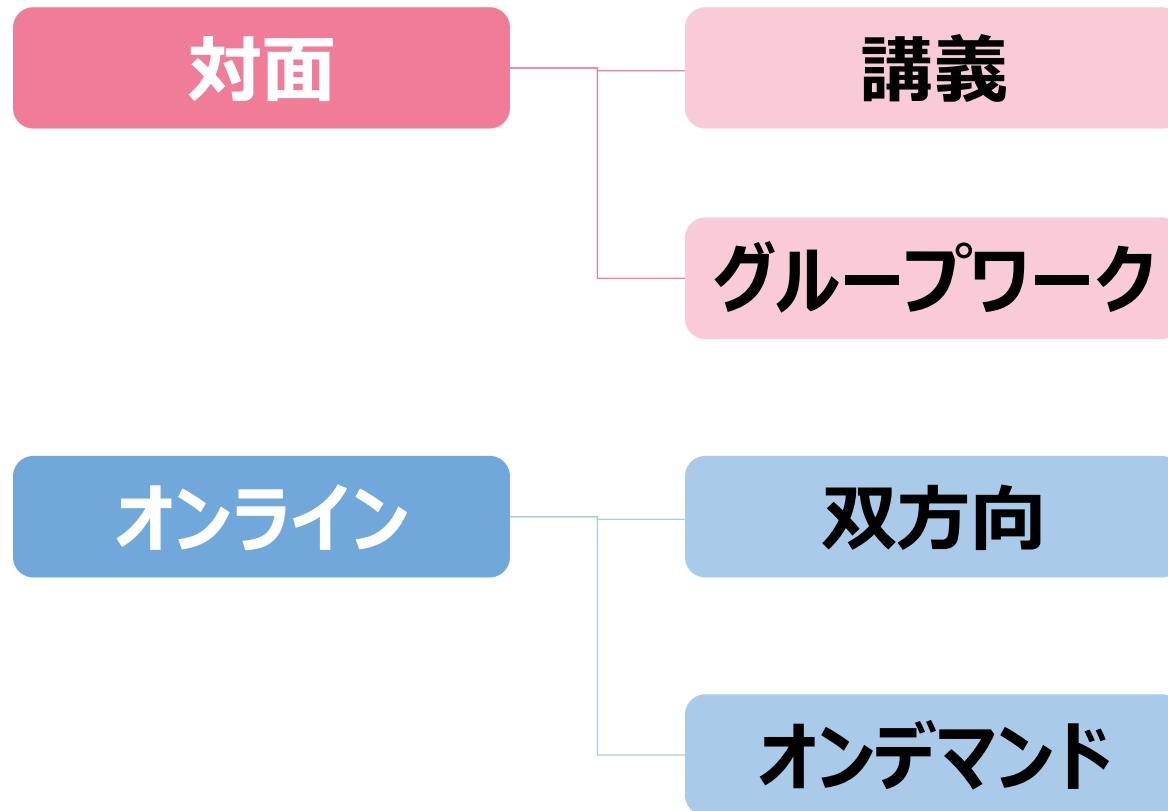 対面
講義
グループワーク
オンライン
双方向
オンデマンド